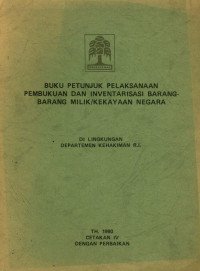 BUKU PETUNJUK PELAKSANAAN
PEMBUKUAN DAN INVENTARISASI BARANG-
BARANG MILIK/KEKAYAAN NEGARA
DI LINGKUNGAN
DEPARTEMEN KEHAKIMAN R.I.
TH. 1990
CETAKAN IV
DENGAN PERBAIKAN